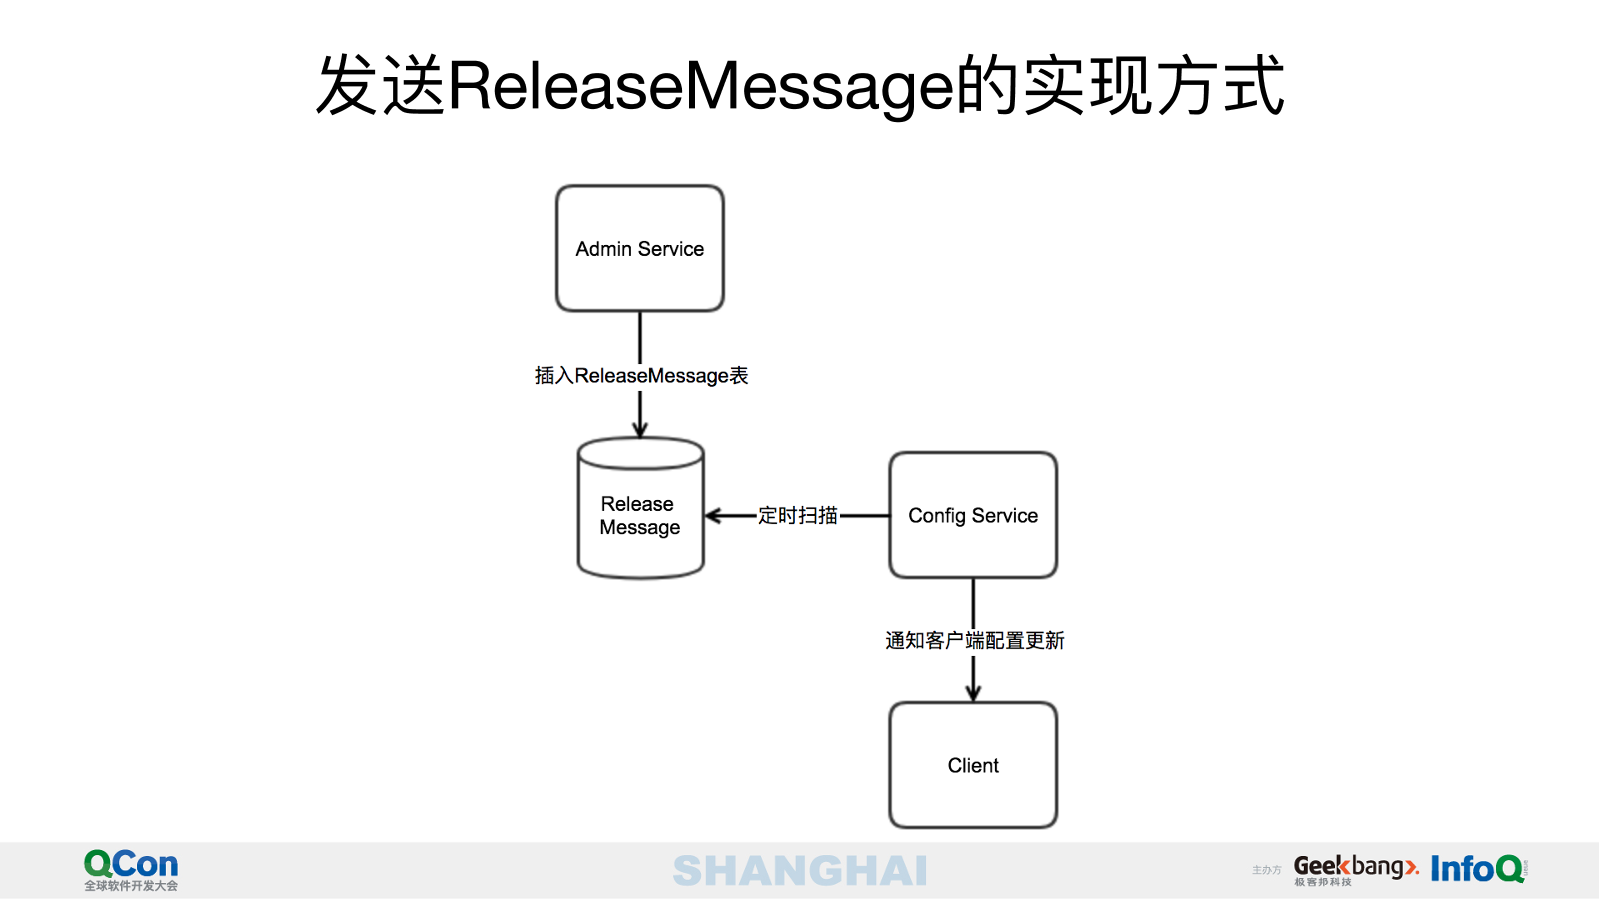 发送ReleaseMessage的实现方式
Admin Service
插入ReleaseMessage表
Release
Message
定时扫描
Config Service
通知客户端配置更新
Client
QCon
全球软件开发大会
SHANGHAI
主办方
Geekbang
极客邦科技
InfoQ